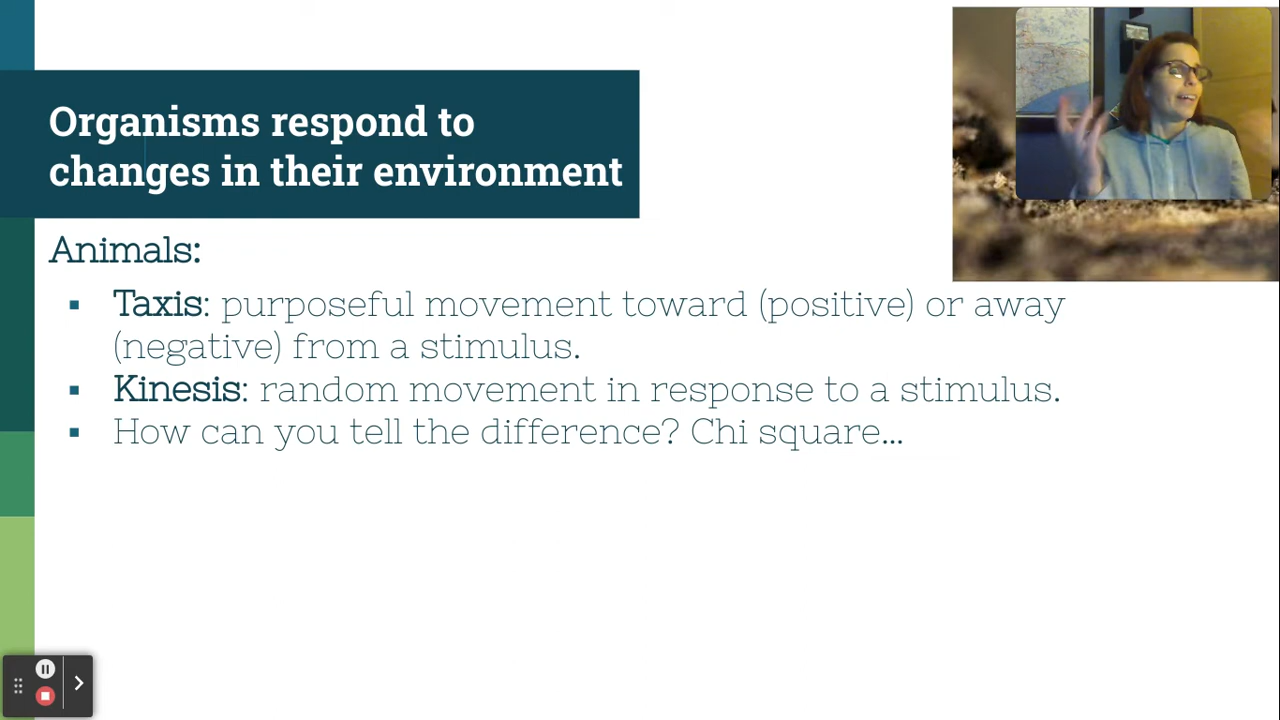 Organisms respond to
changes in their environment
Animals:
▪ Taxis: purposeful movement toward (positive) or away
(negative) from a stimulus.
▪ Kinesis: random movement in response to a stimulus.
▪ How can you tell the difference? Chi square...